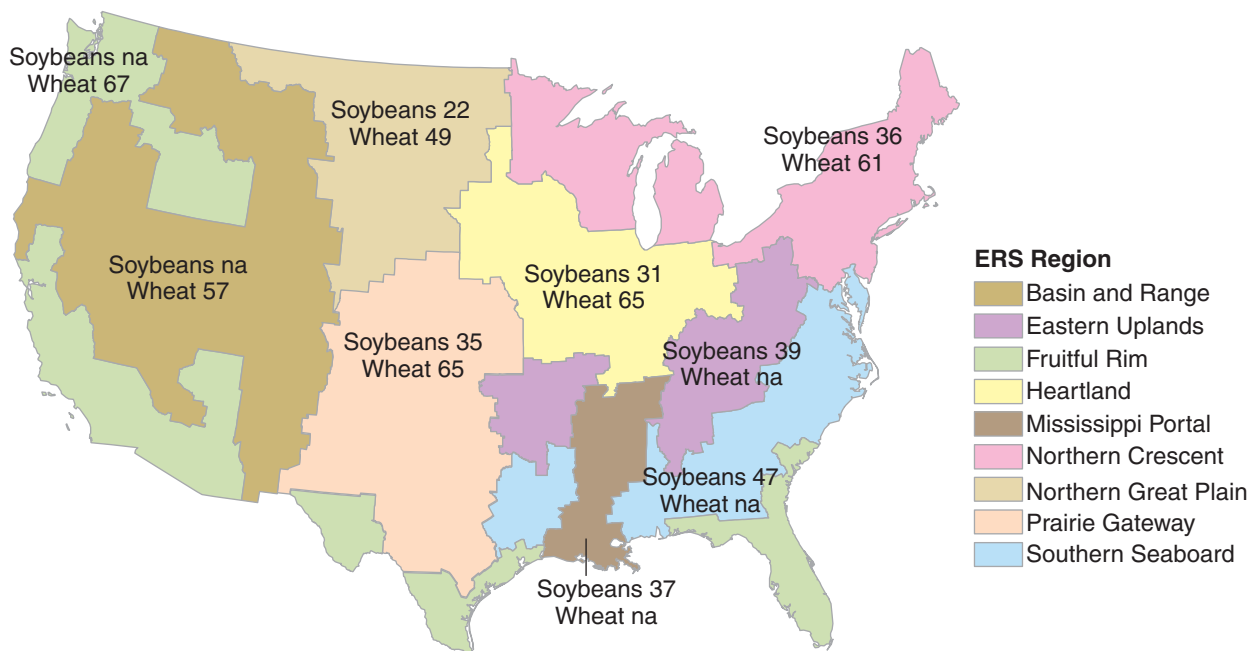 Soybeans na
Wheat 67
Soybeans 22
Wheat 49
Soybeans 36
Wheat 61
Soybeans na
Wheat 57
Soybeans 31
Wheat 65
Soybeans 35
Wheat 65
Soybeans 39
Wheat na
Soybeans 47
Wheat na
Soybeans 37
Wheat na
ERS Region
Basin and Range
Eastern Uplands
Fruitful Rim
Heartland
Mississippi Portal
Northern Crescent
Northern Great Plain
Prairie Gateway
Southern Seaboard